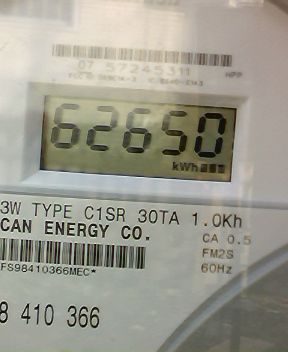 07 57245311 HPP
62650
kWh
3W TYPE C1SR 30TA 1.0Kh
CAN ENERGY CO. CA 0.5
FM2S
*FS98410366MEC* 60Hz
8 410 366